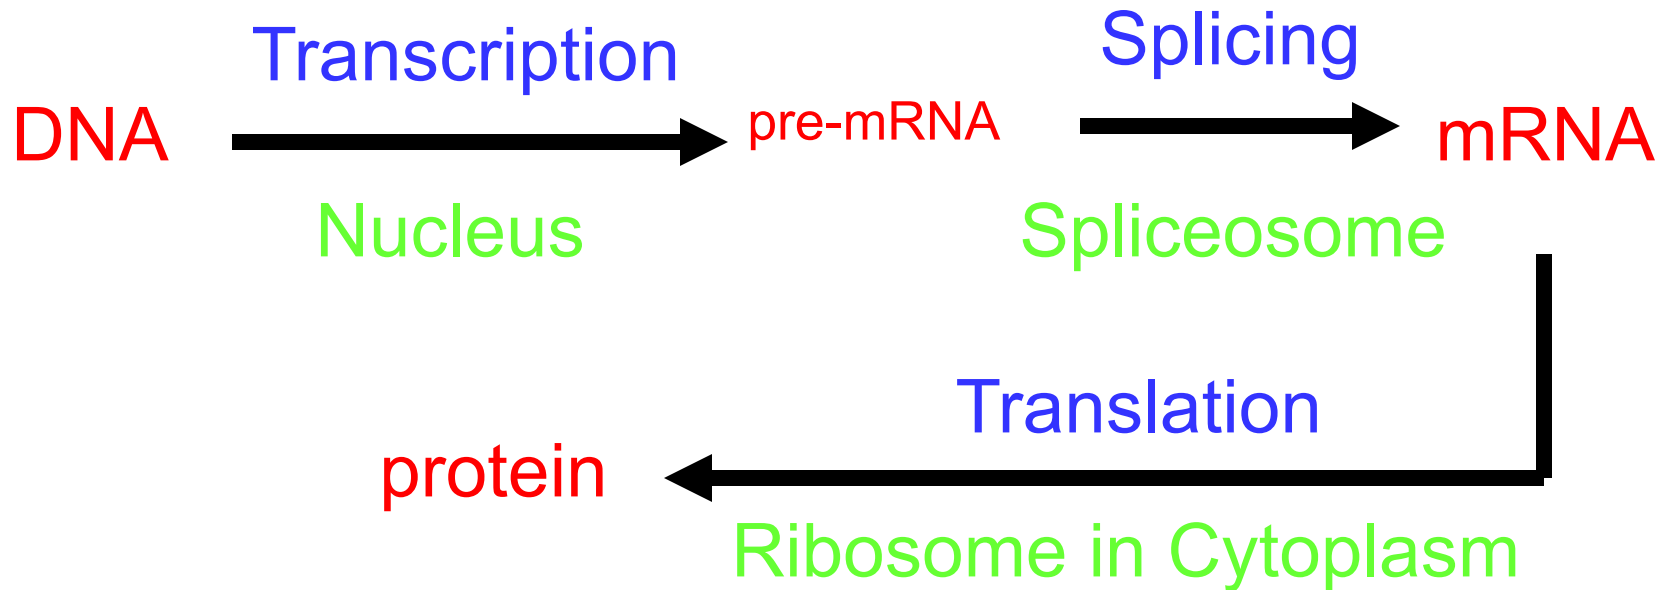 Transcription
Splicing
DNA
pre-mRNA
mRNA
Nucleus
Spliceosome
Translation
protein
Ribosome in Cytoplasm